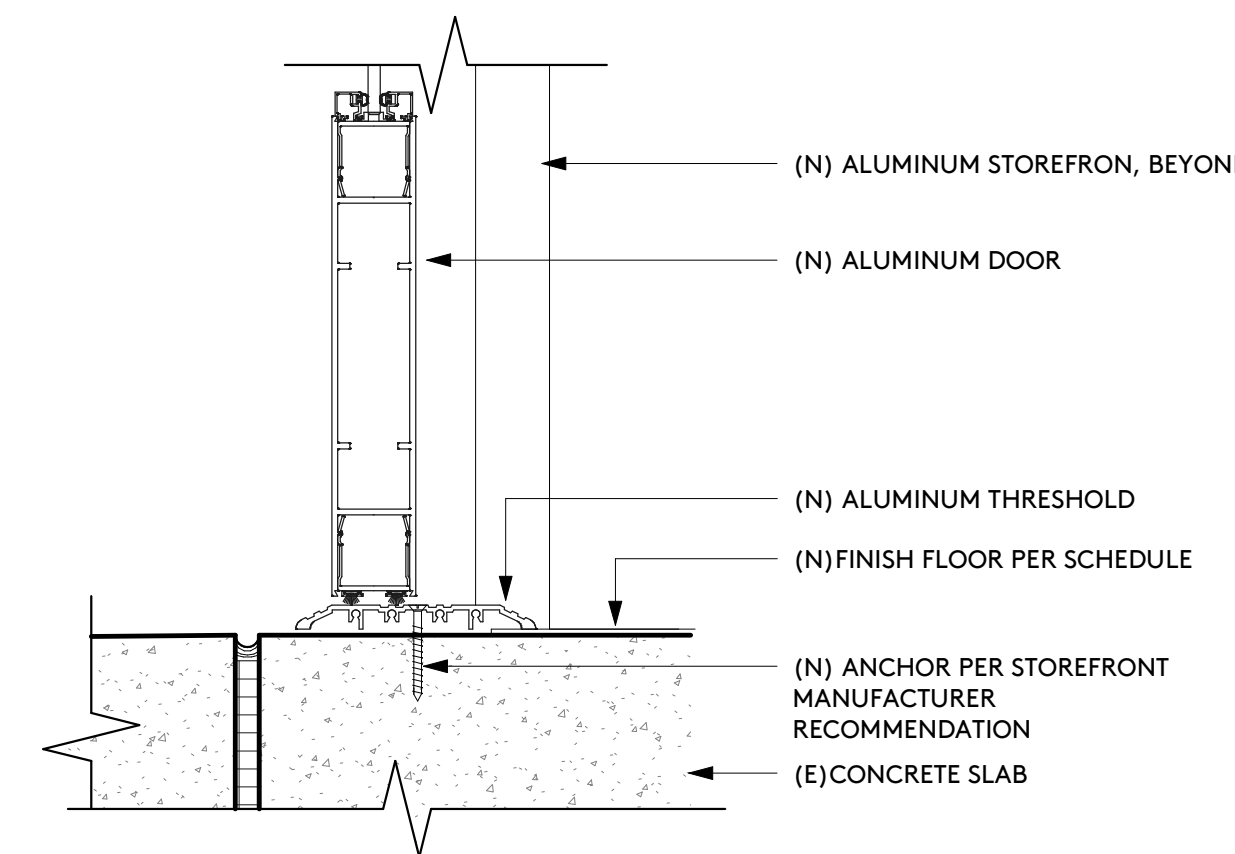 (N) ALUMINUM STOREFRON, BEYON
(N) ALUMINUM DOOR
(N) ALUMINUM THRESHOLD
(N)FINISH FLOOR PER SCHEDULE
(N) ANCHOR PER STOREFRONT
MANUFACTURER
RECOMMENDATION
(E)CONCRETE SLAB